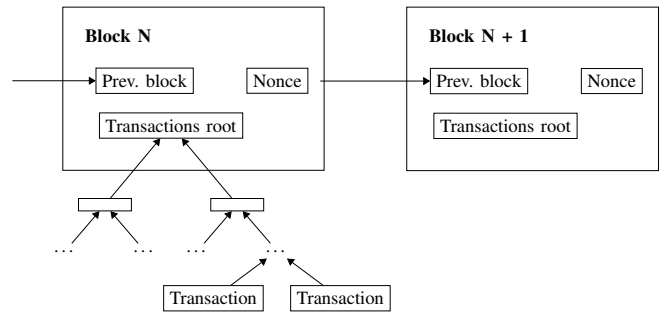 Block N
Block N + 1
Prev. block
Nonce
Prev. block
Nonce
Transactions root
Transactions root
... ... ... ...
Transaction
Transaction